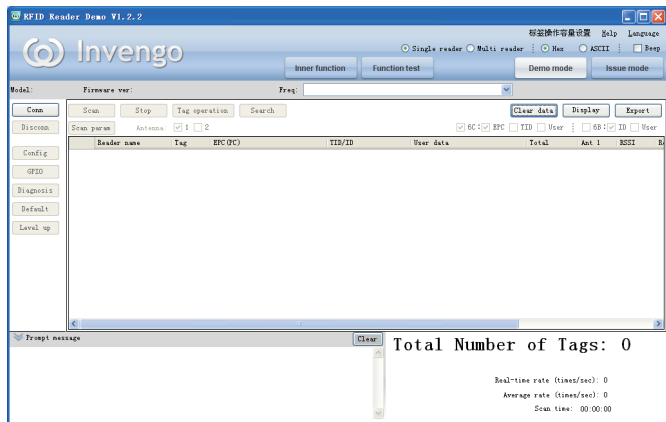 RFID Reader Demo V1.2.2
标签操作容量设置 Help Language
Invengo
Single reader Multi reader Hex ASCII Beep
Inner function Function test Demo mode Issue mode
Model: Firmware ver: Freq:
Conn Scan Stop Tag operation Search Clear data Display Export
Disconn Scan param Antenna 1 2 6C: EPC TID User 6B: ID User
Reader name Tag EPC(PC) TID/ID User data Total Ant 1 RSSI
Config
GPIO
Diagnosis
Default
Level up
Prompt message Clear
Total Number of Tags: 0
Real-time rate (times/sec): 0
Average rate (times/sec): 0
Scan time: 00:00:00